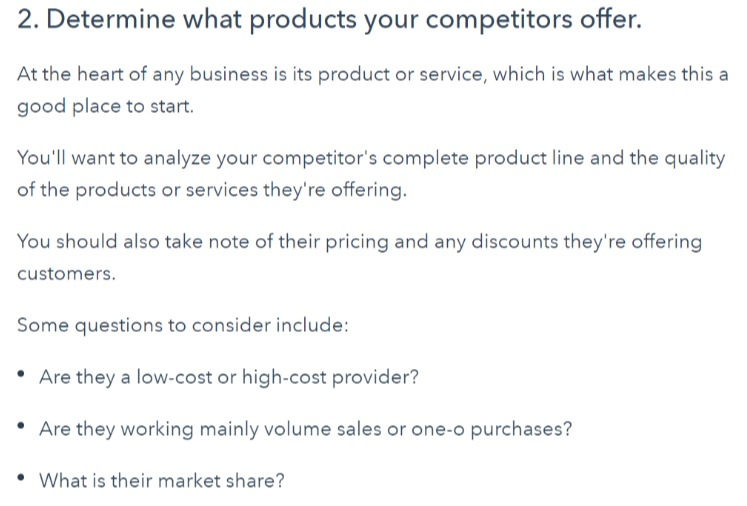 2. Determine what products your competitors offer.
At the heart of any business is its product or service, which is what makes this a
good place to start.
You'll want to analyze your competitor's complete product line and the quality
of the products or services they're offering.
You should also take note of their pricing and any discounts they're offering
customers.
Some questions to consider include:
• Are they a low-cost or high-cost provider?
• Are they working mainly volume sales or one-o purchases?
• What is their market share?